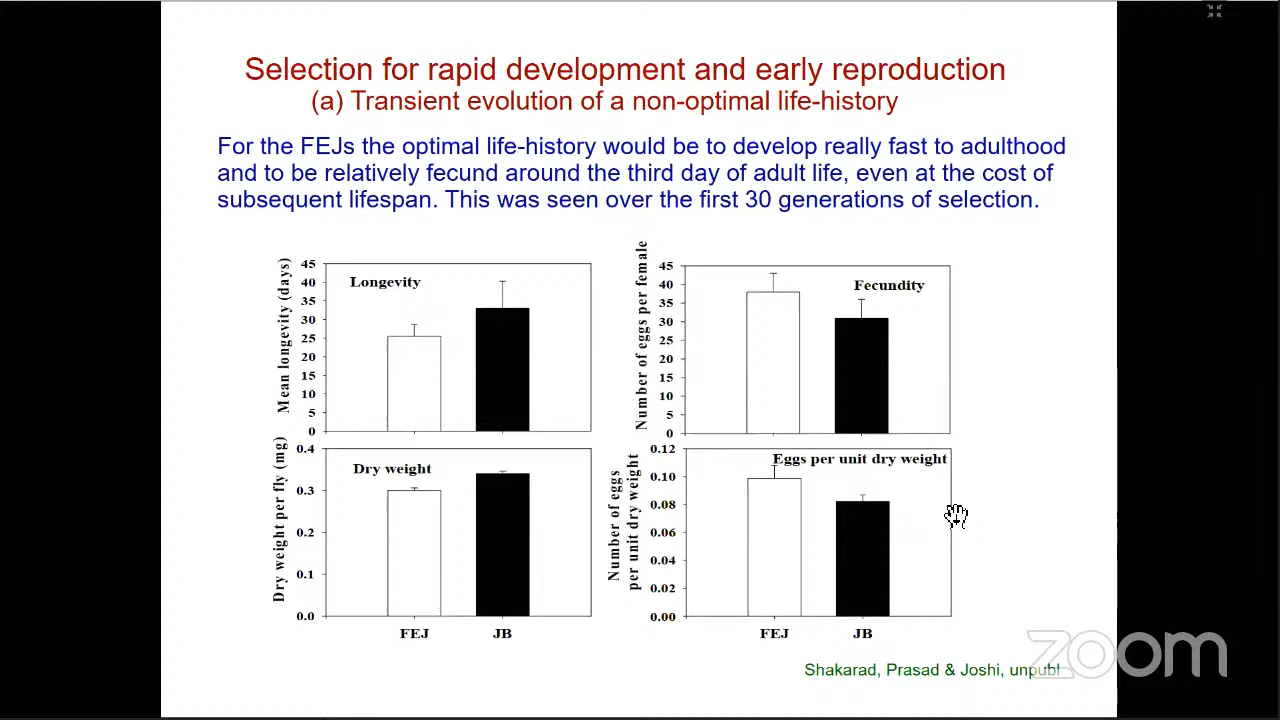 Selection for rapid development and early reproduction
(a) Transient evolution of a non-optimal life-history
For the FEJs the optimal life-history would be to develop really fast to adulthood
and to be relatively fecund around the third day of adult life, even at the cost of
subsequent lifespan. This was seen over the first 30 generations of selection.
Mean longevity (days)
45
40
35
30
25
20
15
10
5
0
Longevity
Number of eggs per female
45
40
35
30
25
20
15
10
5
0
Fecundity
Dry weight per fly (mg)
0.4
0.3
0.2
0.1
0.0
Dry weight
FEJ JB
Number of eggs
per unit dry weight
0.12
0.10
0.08
0.06
0.04
0.02
0.00
Eggs per unit dry weight
FEJ JB
Shakarad, Prasad & Joshi, unpubl
zoom